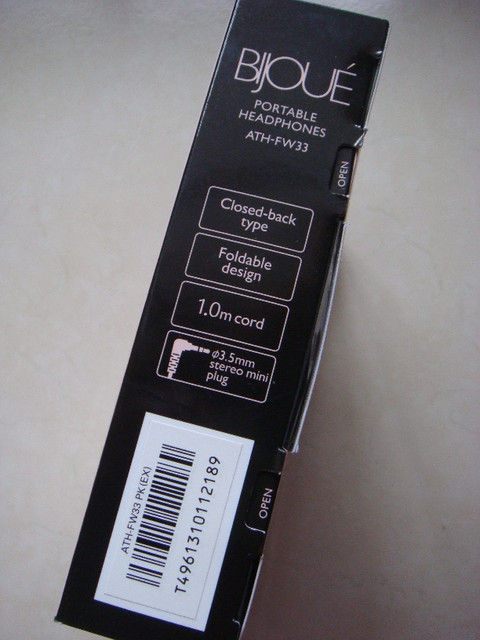 BIJOUÉ
PORTABLE
HEADPHONES
ATH-FW33
OPEN
Closed-back
type
Foldable
design
1.0m cord
ø3.5mm
stereo mini
plug
OPEN
ATH-FW33 PK(EX)
T4961310112189